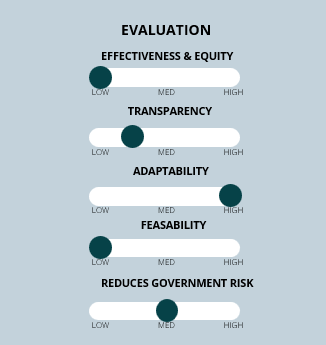 EVALUATION
EFFECTIVENESS & EQUITY
LOW MED HIGH
TRANSPARENCY
LOW MED HIGH
ADAPTABILITY
LOW MED HIGH
FEASABILITY
LOW MED HIGH
REDUCES GOVERNMENT RISK
LOW MED HIGH